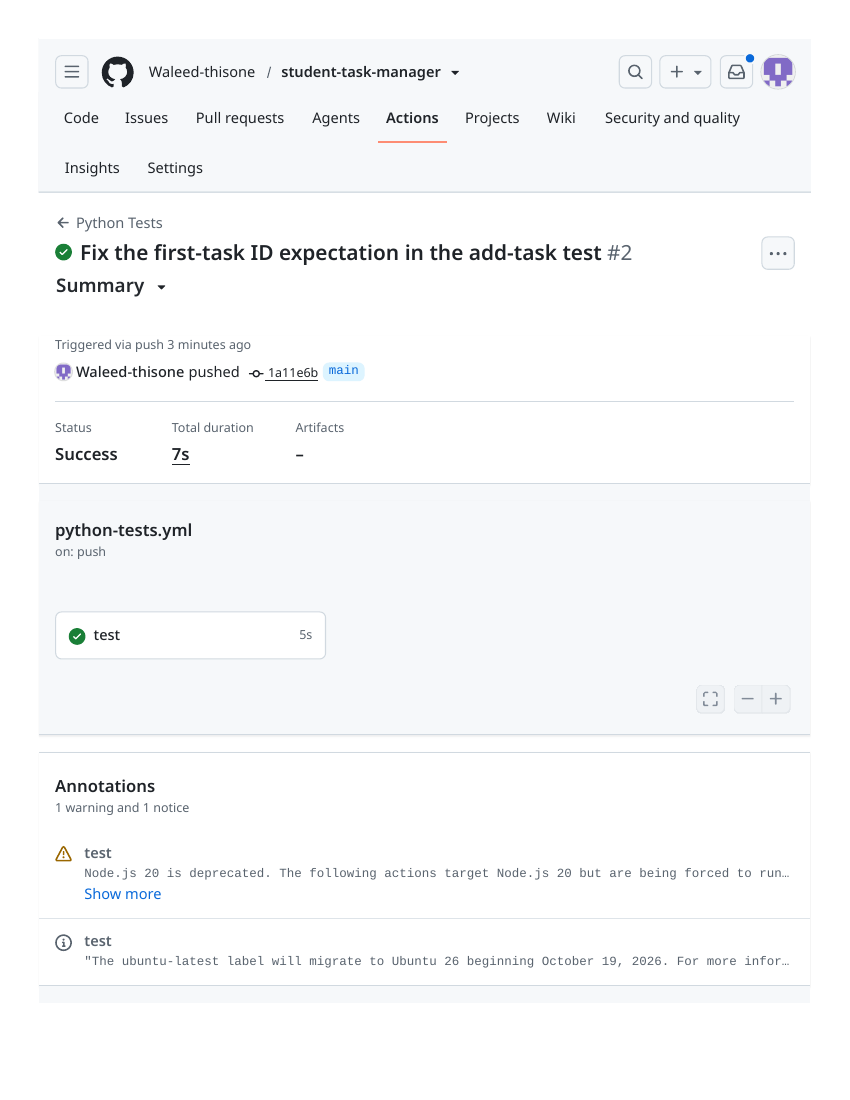 Waleed-thisone / student-task-manager
Code Issues Pull requests Agents Actions Projects Wiki Security and quality
Insights Settings
Python Tests
Fix the first-task ID expectation in the add-task test #2
Summary
Triggered via push 3 minutes ago
Waleed-thisone pushed 1a11e6b main
Status Total duration Artifacts
Success 7s –
python-tests.yml
on: push
test 5s
Annotations
1 warning and 1 notice
test
Node.js 20 is deprecated. The following actions target Node.js 20 but are being forced to run…
Show more
test
"The ubuntu-latest label will migrate to Ubuntu 26 beginning October 19, 2026. For more infor…